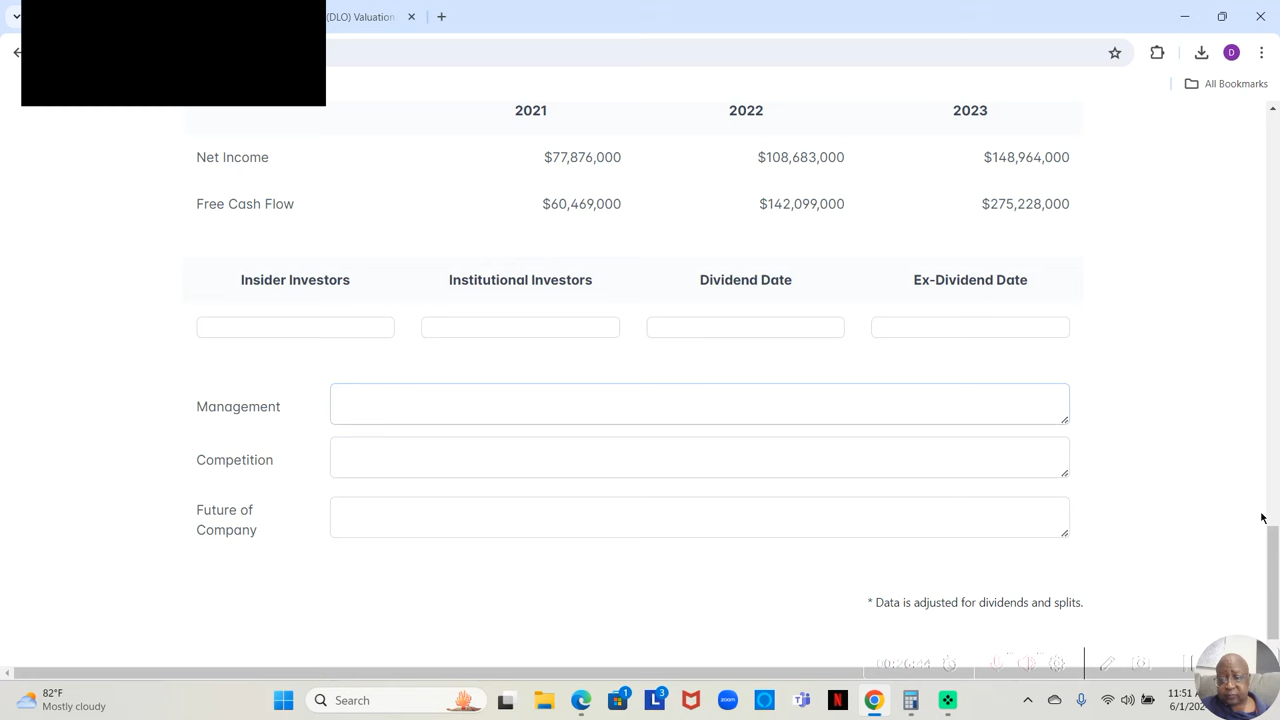 (DLO) Valuation
All Bookmarks
D
2021 2022 2023
Net Income $77,876,000 $108,683,000 $148,964,000
Free Cash Flow $60,469,000 $142,099,000 $275,228,000
Insider Investors Institutional Investors Dividend Date Ex-Dividend Date
Management
Competition
Future of
Company
* Data is adjusted for dividends and splits.
82°F
Mostly cloudy
Search
1
3
zoom
11:51